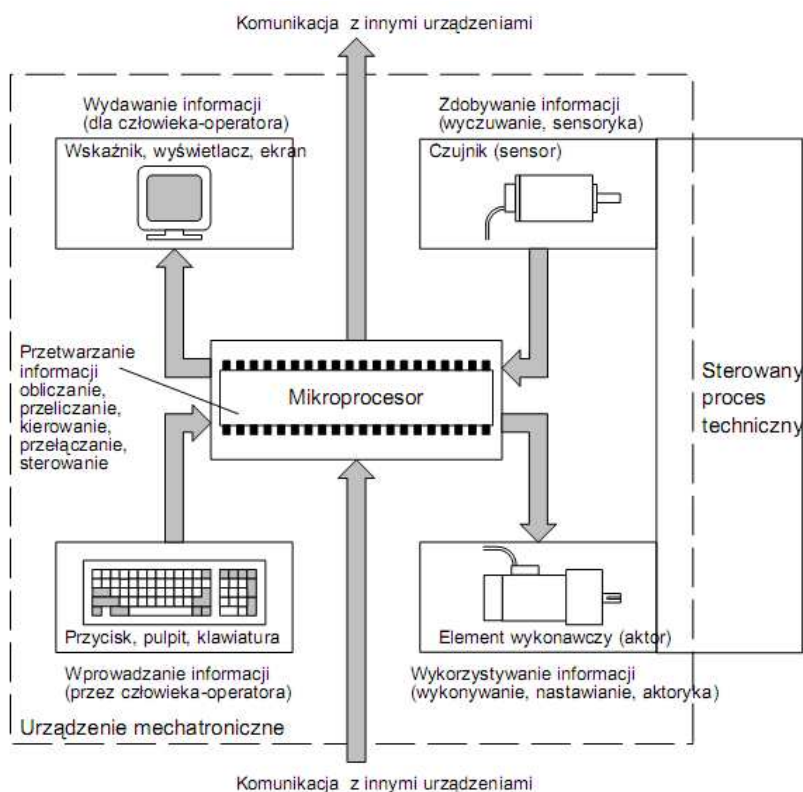 Komunikacja z innymi urządzeniami
Wydawanie informacji
(dla człowieka-operatora)
Wskaźnik, wyświetlacz, ekran
Zdobywanie informacji
(wyczuwanie, sensoryka)
Czujnik (sensor)
Przetwarzanie
informacji
obliczanie,
przeliczanie,
kierowanie,
przełączanie,
sterowanie
Mikroprocesor
Sterowany
proces
techniczny
Przycisk, pulpit, klawiatura
Wprowadzanie informacji
(przez człowieka-operatora)
Element wykonawczy (aktor)
Wykorzystywanie informacji
(wykonywanie, nastawianie, aktoryka)
Urządzenie mechatroniczne
Komunikacja z innymi urządzeniami